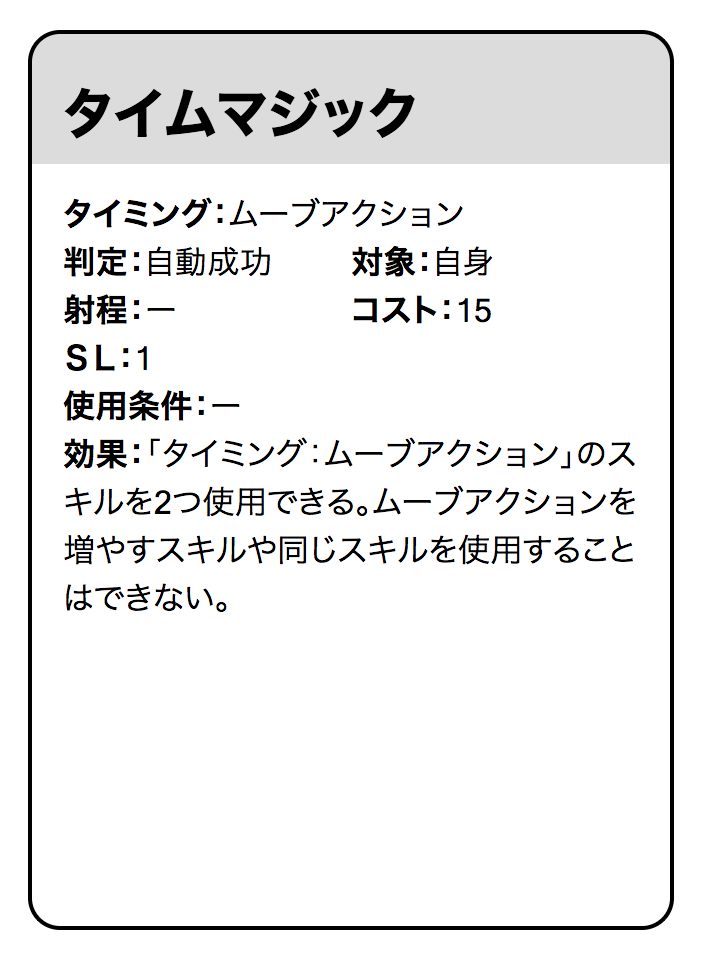 タイムマジック
タイミング：ムーブアクション
判定：自動成功　対象：自身
射程：―　コスト：15
ＳＬ：1
使用条件：―
効果：「タイミング：ムーブアクション」のス
キルを2つ使用できる。ムーブアクションを
増やすスキルや同じスキルを使用すること
はできない。